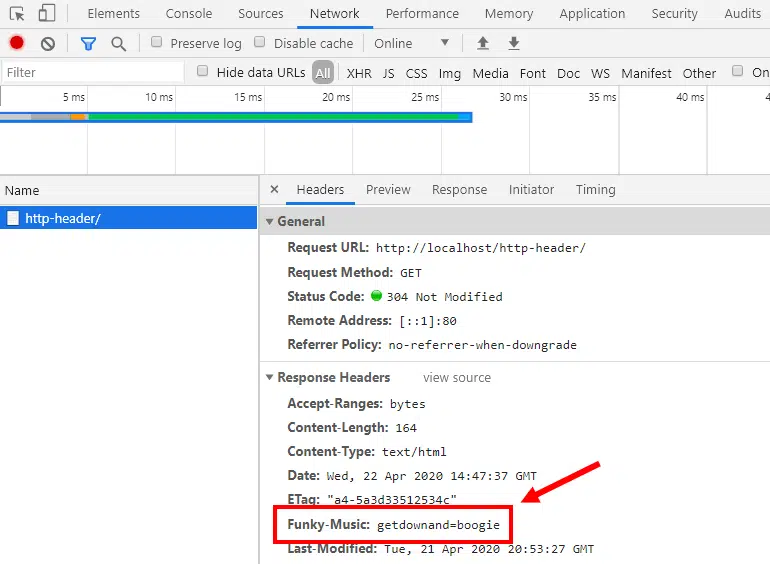 Elements Console Sources Network Performance Memory Application Security Audits
Preserve log Disable cache Online
Filter Hide data URLs All XHR JS CSS Img Media Font Doc WS Manifest Other On
5 ms 10 ms 15 ms 20 ms 25 ms 30 ms 35 ms 40 ms 4
Name
http-header/
× Headers Preview Response Initiator Timing
General
Request URL: http://localhost/http-header/
Request Method: GET
Status Code: 304 Not Modified
Remote Address: [::1]:80
Referrer Policy: no-referrer-when-downgrade
Response Headers view source
Accept-Ranges: bytes
Content-Length: 164
Content-Type: text/html
Date: Wed, 22 Apr 2020 14:47:37 GMT
ETag: "a4-5a3d33512534c"
Funky-Music: getdownand=boogie
Last-Modified: Tue, 21 Apr 2020 20:53:27 GMT